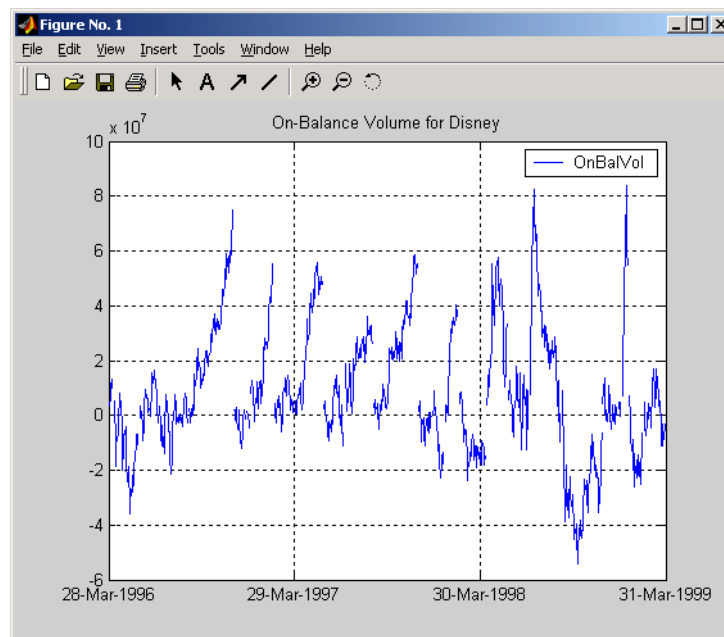 Figure No. 1
File Edit View Insert Tools Window Help
A
x 10^7
On-Balance Volume for Disney
OnBalVol
10
8
6
4
2
0
-2
-4
-6
28-Mar-1996 29-Mar-1997 30-Mar-1998 31-Mar-1999